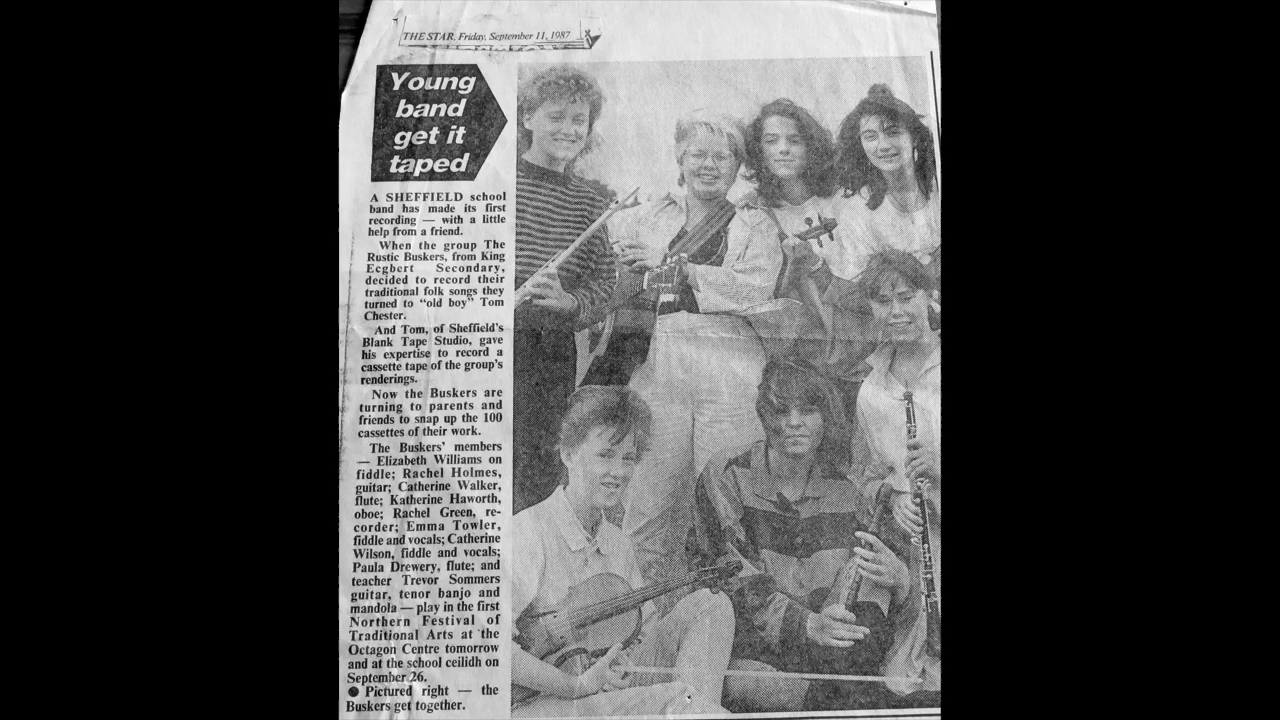 THE STAR, Friday, September 11, 1987
Young
band
get it
taped
A SHEFFIELD school
band has made its first
recording — with a little
help from a friend.
When the group The
Rustic Buskers, from King
Ecgbert Secondary,
decided to record their
traditional folk songs they
turned to "old boy" Tom
Chester.
And Tom, of Sheffield's
Blank Tape Studio, gave
his expertise to record a
cassette tape of the group's
renderings.
Now the Buskers are
turning to parents and
friends to snap up the 100
cassettes of their work.
The Buskers' members
— Elizabeth Williams on
fiddle; Rachel Holmes,
guitar; Catherine Walker,
flute; Katherine Haworth,
oboe; Rachel Green, re-
corder; Emma Towler,
fiddle and vocals; Catherine
Wilson, fiddle and vocals;
Paula Drewery, flute; and
teacher Trevor Sommers
guitar, tenor banjo and
mandola — play in the first
Northern Festival of
Traditional Arts at the
Octagon Centre tomorrow
and at the school ceilidh on
September 26.
● Pictured right — the
Buskers get together.